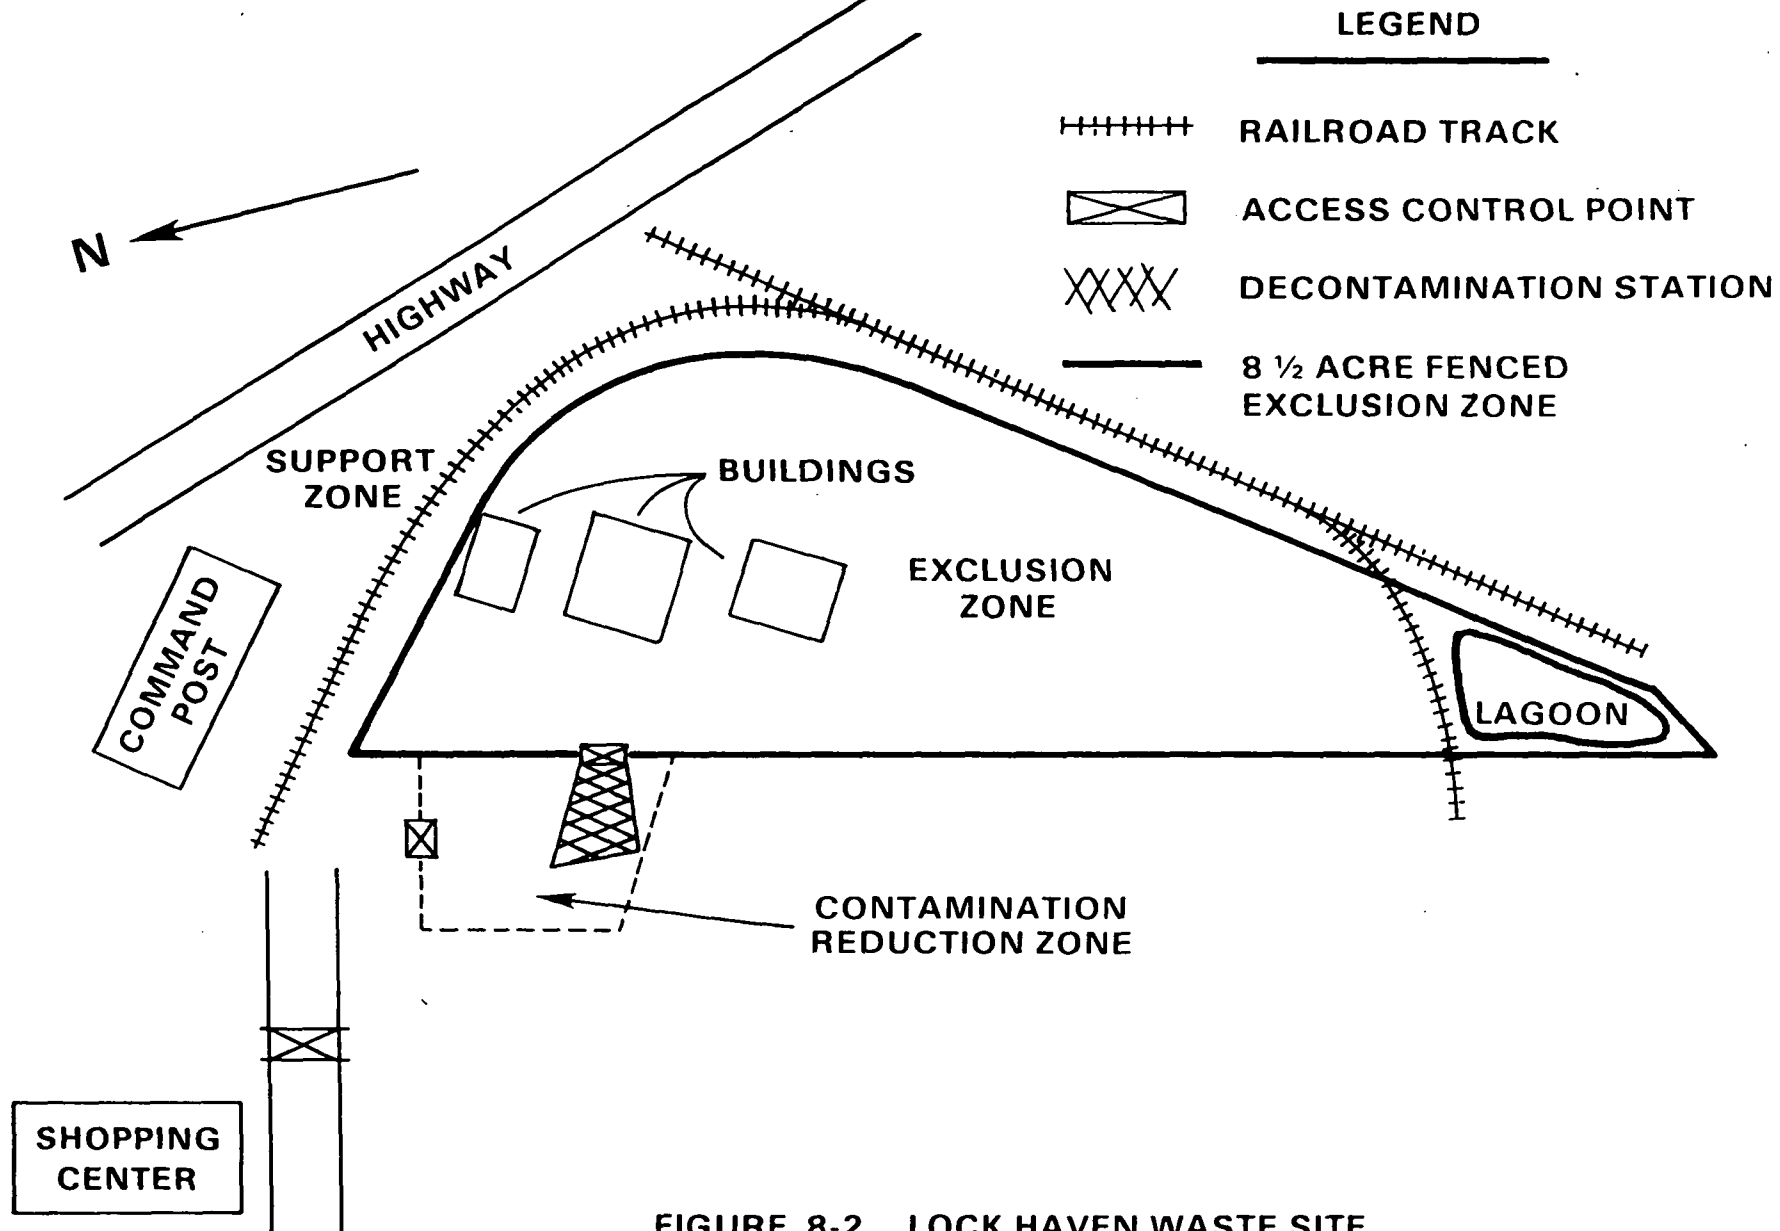 LEGEND
RAILROAD TRACK
ACCESS CONTROL POINT
DECONTAMINATION STATION
8 ½ ACRE FENCED
EXCLUSION ZONE
N
HIGHWAY
SUPPORT
ZONE
BUILDINGS
EXCLUSION
ZONE
COMMAND
POST
LAGOON
CONTAMINATION
REDUCTION ZONE
SHOPPING
CENTER
FIGURE 8-2 LOCK HAVEN WASTE SITE